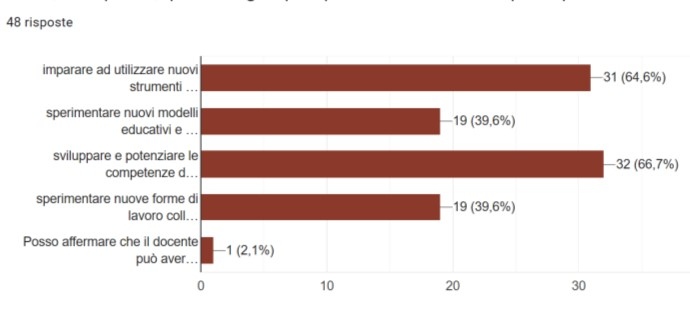 48 risposte
imparare ad utilizzare nuovi
strumenti ...
31 (64,6%)
sperimentare nuovi modelli
educativi e ...
19 (39,6%)
sviluppare e potenziare le
competenze d...
32 (66,7%)
sperimentare nuove forme di
lavoro coll...
19 (39,6%)
Posso affermare che il docente
può aver...
1 (2,1%)
0 10 20 30